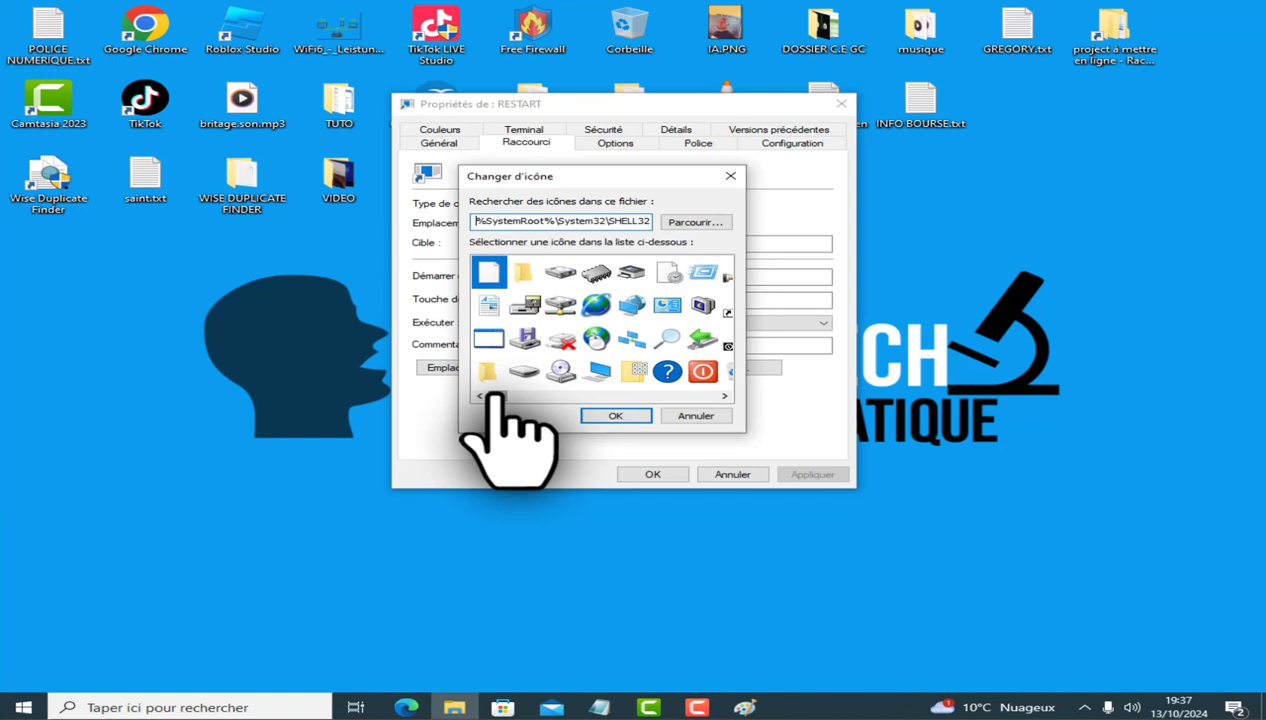 POLICE
NUMERIQUE.txt
Google Chrome
Roblox Studio
WiFi6_-_Leistun...
TikTok LIVE
Studio
Free Firewall
Corbeille
IA.PNG
DOSSIER C.E GC
musique
GREGORY.txt
project à mettre
en ligne - Rac...
Camtasia 2023
TikTok
britage.son.mp3
TUTO
INFO BOURSE.txt
Wise Duplicate
Finder
saint.txt
WISE DUPLICATE
FINDER
VIDEO
Propriétés de : RESTART
Couleurs
Terminal
Sécurité
Détails
Versions précédentes
Général
Raccourci
Options
Police
Configuration
Type de c
Emplacem
Cible :
Démarrer
Touche de
Exécuter :
Commenta
Empla
Changer d'icône
Rechercher des icônes dans ce fichier :
%SystemRoot%\System32\SHELL32
Parcourir...
Sélectionner une icône dans la liste ci-dessous :
OK
Annuler
OK
Annuler
Appliquer
ECH
ATIQUE
Taper ici pour rechercher
10°C Nuageux
19:37
13/10/2024
2